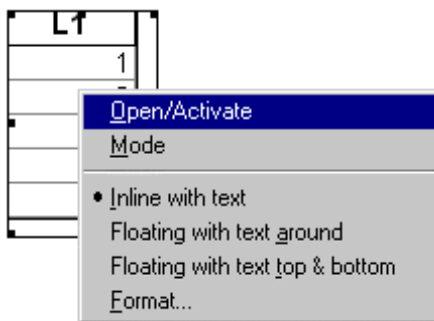 L1
1
Open/Activate
Mode
• Inline with text
Floating with text around
Floating with text top & bottom
Format...